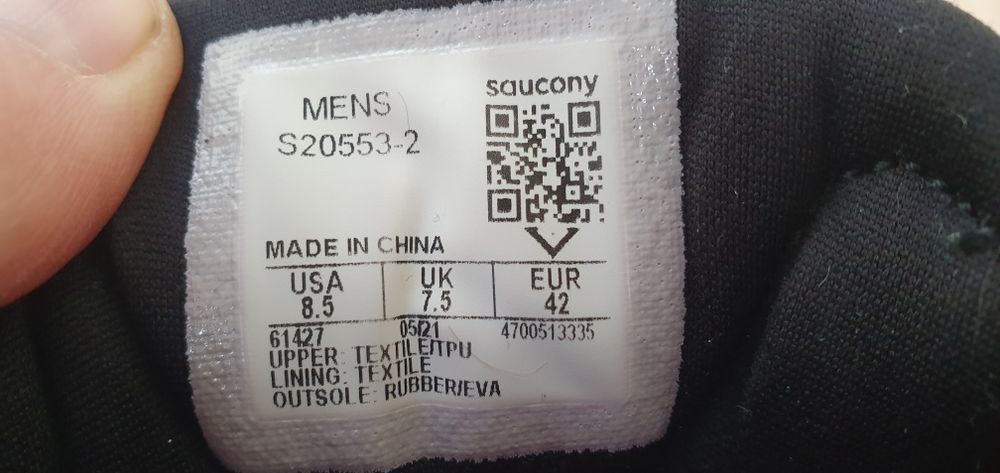 saucony
MENS
S20553-2
MADE IN CHINA
USA UK EUR
8.5 7.5 42
61427 05/21 4700513335
UPPER: TEXTILE/TPU
LINING: TEXTILE
OUTSOLE: RUBBER/EVA